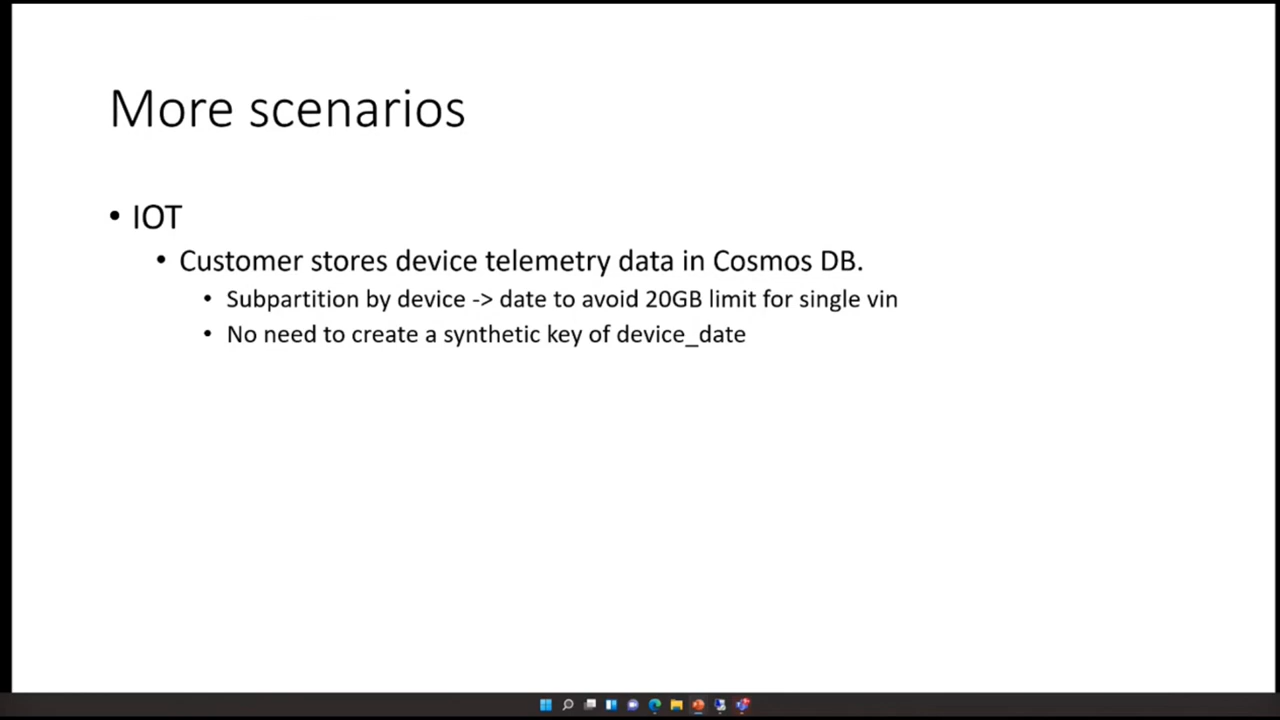 More scenarios
• IOT
• Customer stores device telemetry data in Cosmos DB.
• Subpartition by device -> date to avoid 20GB limit for single vin
• No need to create a synthetic key of device_date